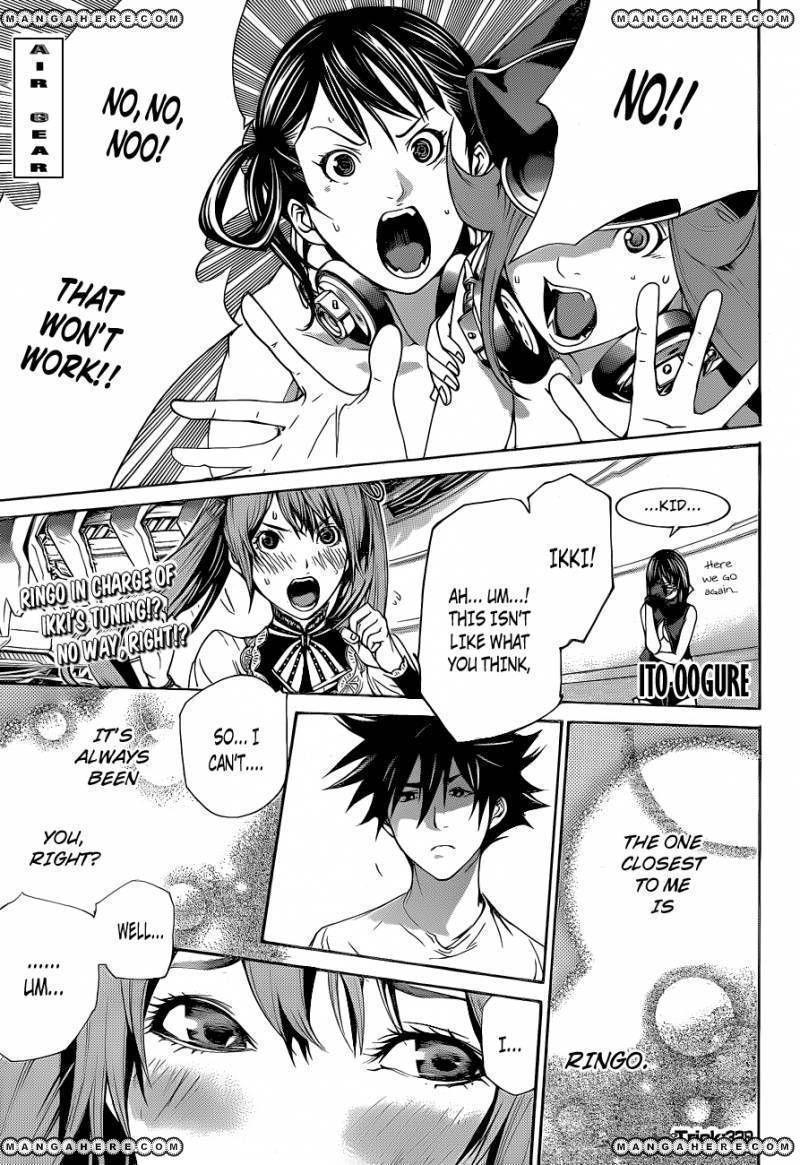 MANGAHERE.COM
MANGAHERE.COM
NO!!
NO, NO,
NOO!
AIR GEAR
THAT
WON'T
WORK!!
...KID...
Here
we go
again...
ITO OOGURE
IKKI!
AH... UM...!
THIS ISN'T
LIKE WHAT
YOU THINK,
RINGO IN CHARGE OF
IKKI'S TUNING!?
NO WAY, RIGHT!?
SO... I
CAN'T....
THE ONE
CLOSEST
TO ME
IS
RINGO.
IT'S
ALWAYS
BEEN
YOU,
RIGHT?
I...
WELL...
......
UM...
MANGAHERE.COM
MANGAHERE.COM